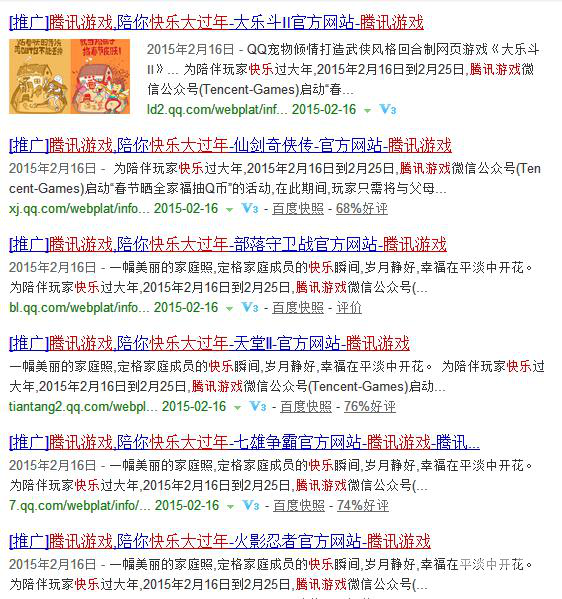 [推广]腾讯游戏,陪你快乐大过年-大乐斗II官方网站-腾讯游戏
2015年2月16日 - QQ宠物倾情打造武侠风格回合制网页游戏《大乐斗
II》... 为陪伴玩家快乐过大年,2015年2月16日到2月25日,腾讯游戏微
信公众号(Tencent-Games)启动“春...
ld2.qq.com/webplat/inf... 2015-02-16 V3
[推广]腾讯游戏,陪你快乐大过年-仙剑奇侠传-官方网站-腾讯游戏
2015年2月16日 - 为陪伴玩家快乐过大年,2015年2月16日到2月25日,腾讯游戏微信公众号(Ten
cent-Games)启动“春节晒全家福抽Q币”的活动,在此期间,玩家只需将与父母...
xj.qq.com/webplat/info... 2015-02-16 V3 - 百度快照 - 68%好评
[推广]腾讯游戏,陪你快乐大过年-部落守卫战官方网站-腾讯游戏
2015年2月16日 - 一幅美丽的家庭照,定格家庭成员的快乐瞬间,岁月静好,幸福在平淡中开花。
为陪伴玩家快乐过大年,2015年2月16日到2月25日,腾讯游戏微信公众号(...
bl.qq.com/webplat/info... 2015-02-16 V3 - 百度快照 - 评价
[推广]腾讯游戏,陪你快乐大过年-天堂II-官方网站-腾讯游戏
一幅美丽的家庭照,定格家庭成员的快乐瞬间,岁月静好,幸福在平淡中开花。 为陪伴玩家快乐过
大年,2015年2月16日到2月25日,腾讯游戏微信公众号(Tencent-Games)启动...
tiantang2.qq.com/webpl... 2015-02-16 V3 - 百度快照 - 76%好评
[推广]腾讯游戏,陪你快乐大过年-七雄争霸官方网站-腾讯游戏-腾讯...
2015年2月16日 - 一幅美丽的家庭照,定格家庭成员的快乐瞬间,岁月静好,幸福在平淡中开花。
为陪伴玩家快乐过大年,2015年2月16日到2月25日,腾讯游戏微信公众号(...
7.qq.com/webplat/info/... 2015-02-16 V3 - 百度快照 - 74%好评
[推广]腾讯游戏,陪你快乐大过年-火影忍者官方网站-腾讯游戏
2015年2月16日 - 一幅美丽的家庭照,定格家庭成员的快乐瞬间,岁月静好,幸福在平淡中开花。
为陪伴玩家快乐过大年,2015年2月16日到2月25日,腾讯游戏微信公众号(...